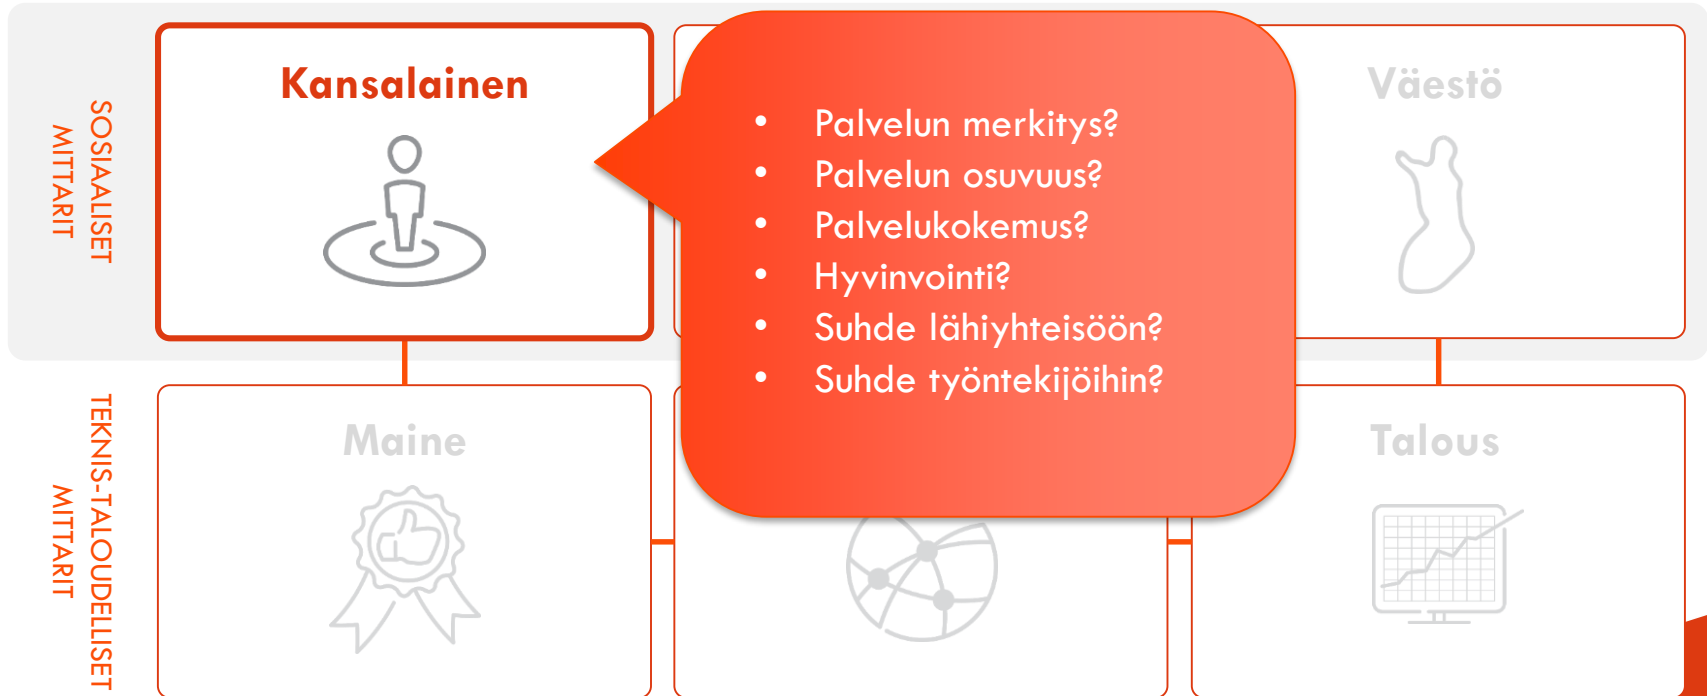 SOSIAALISET
MITTARIT
Kansalainen
• Palvelun merkitys?
• Palvelun osuvuus?
• Palvelukokemus?
• Hyvinvointi?
• Suhde lähiyhteisöön?
• Suhde työntekijöihin?
Väestö
TEKNIS-TALOUDELLISET
MITTARIT
Maine
Talous